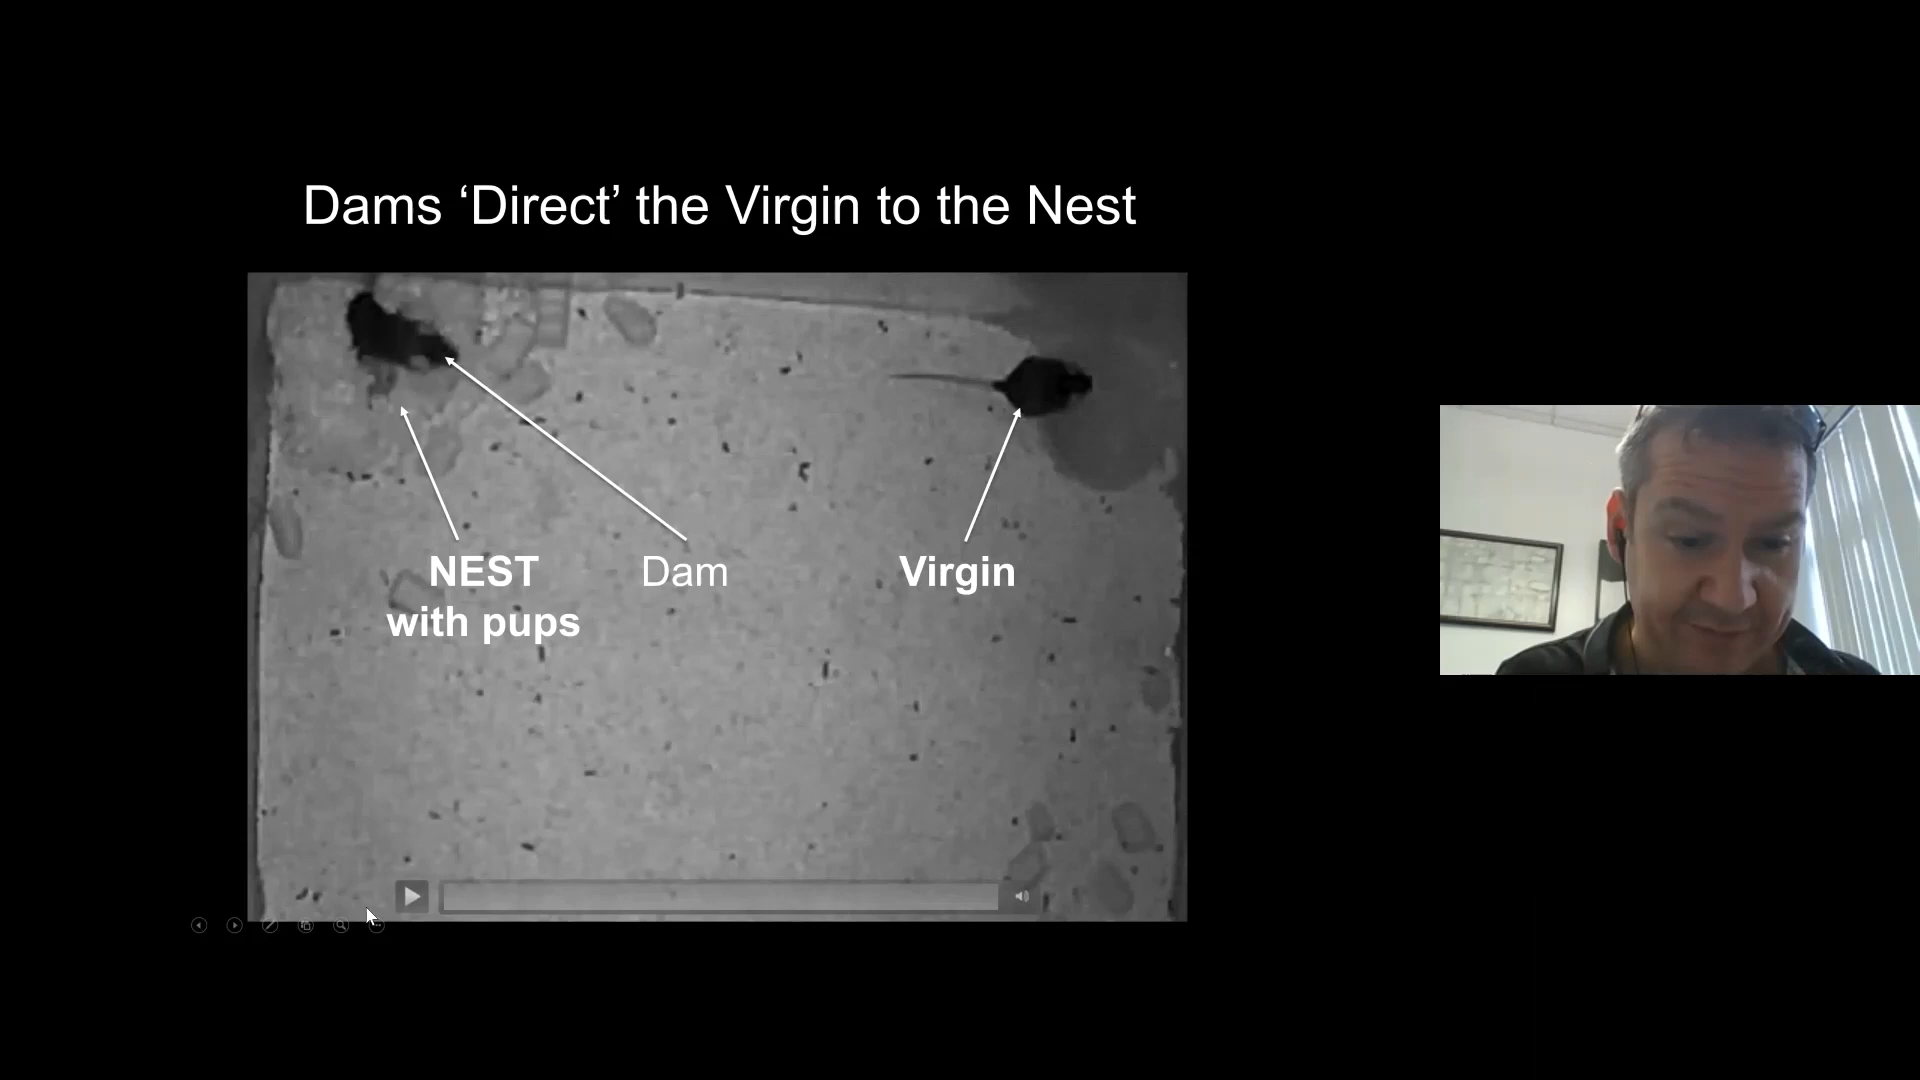 Dams ‘Direct’ the Virgin to the Nest
NEST
with pups
Dam
Virgin